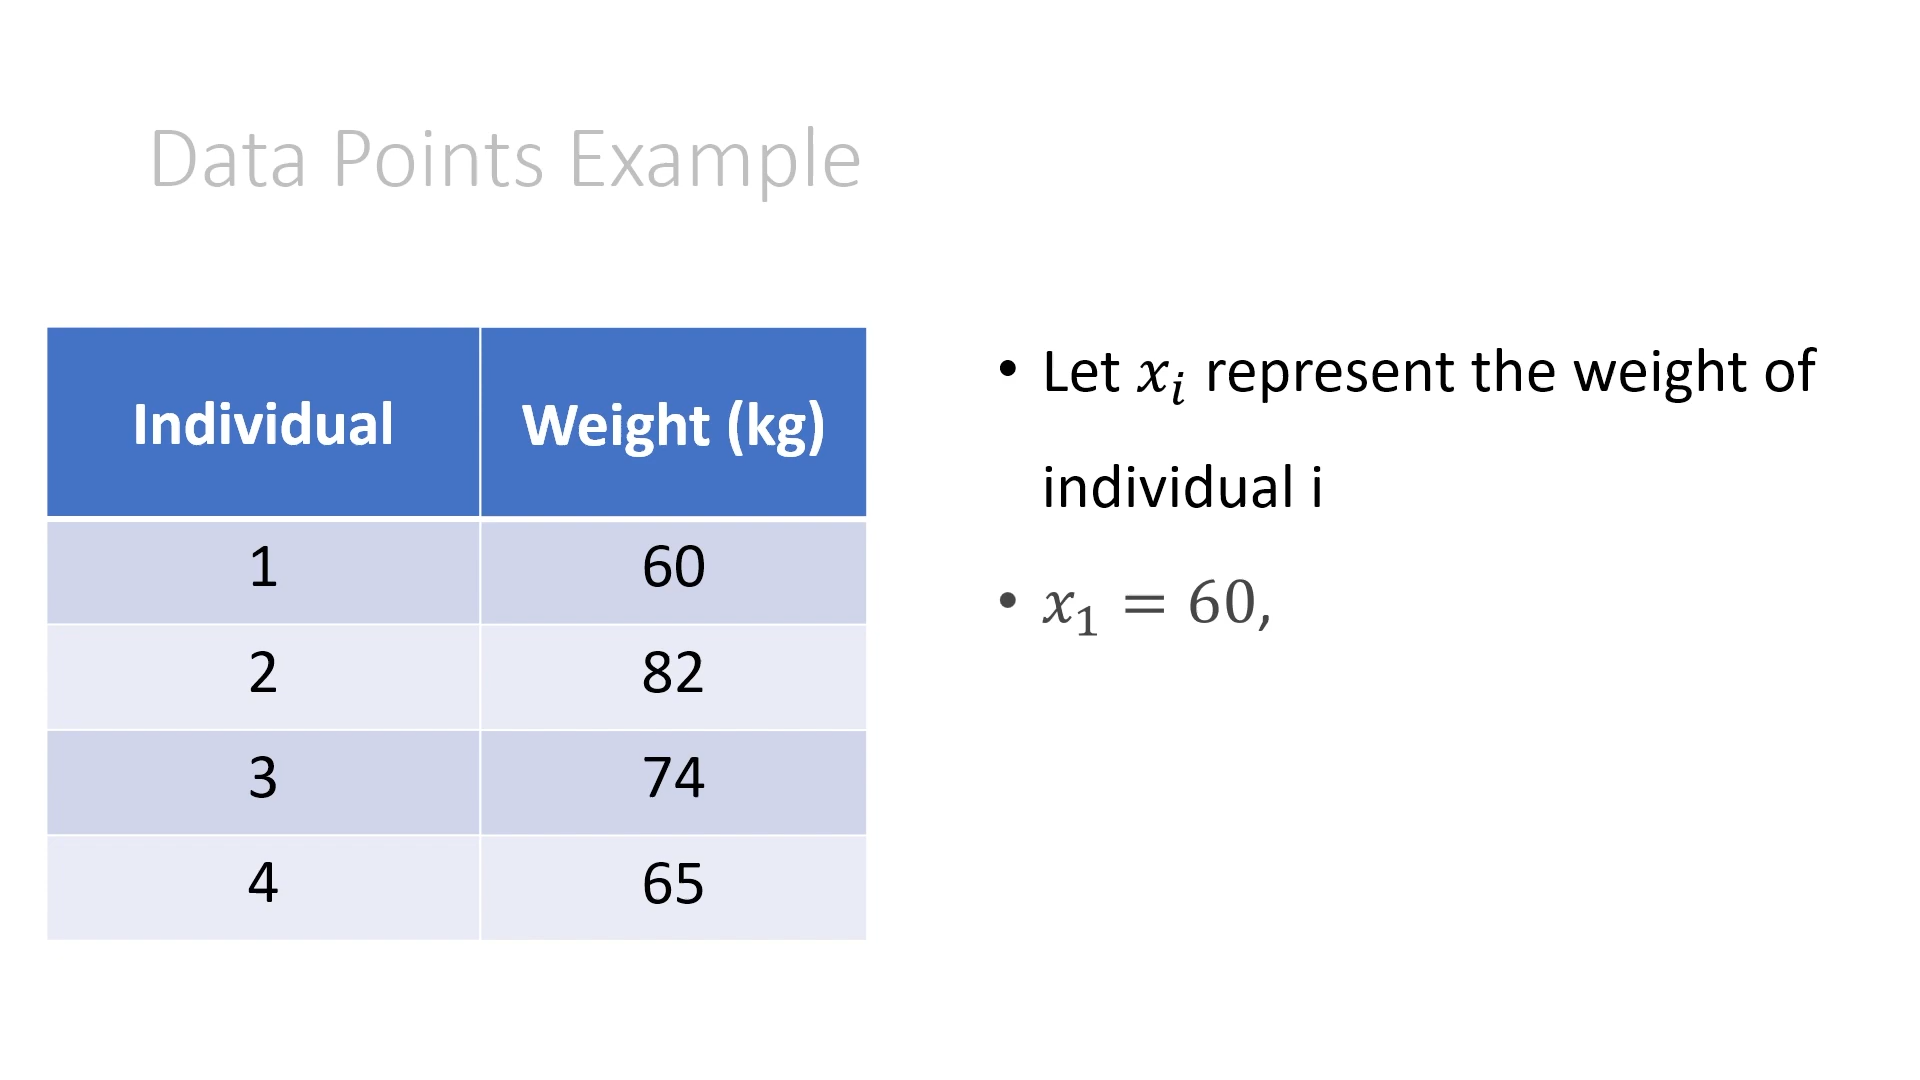 Data Points Example
Individual Weight (kg)
1 60
2 82
3 74
4 65
• Let 𝑥ᵢ represent the weight of
individual i
• 𝑥₁ = 60,